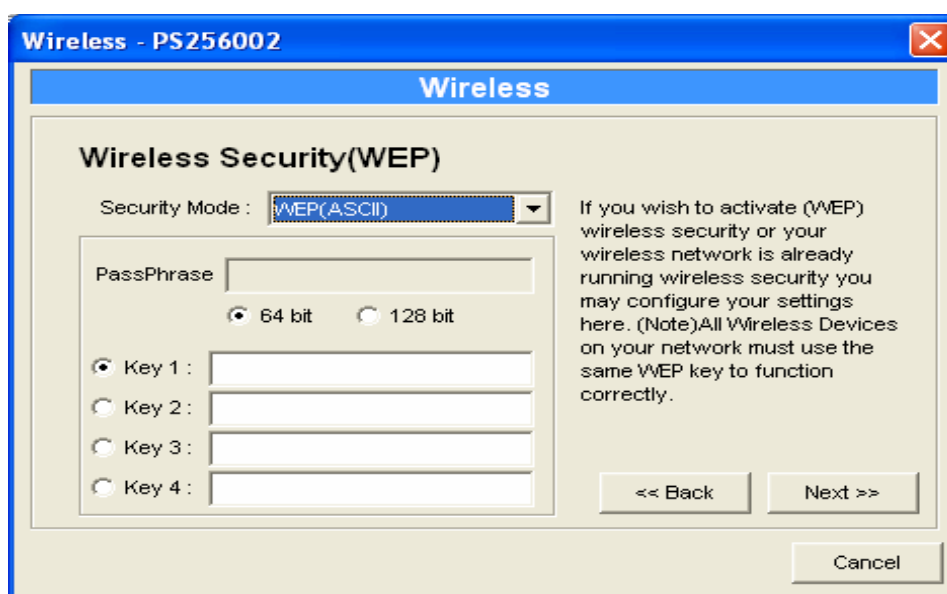 Wireless - PS256002
Wireless
Wireless Security(WEP)
Security Mode : WEP(ASCII)
PassPhrase
64 bit 128 bit
Key 1 :
Key 2 :
Key 3 :
Key 4 :
If you wish to activate (WEP)
wireless security or your
wireless network is already
running wireless security you
may configure your settings
here. (Note)All Wireless Devices
on your network must use the
same WEP key to function
correctly.
<< Back Next >>
Cancel